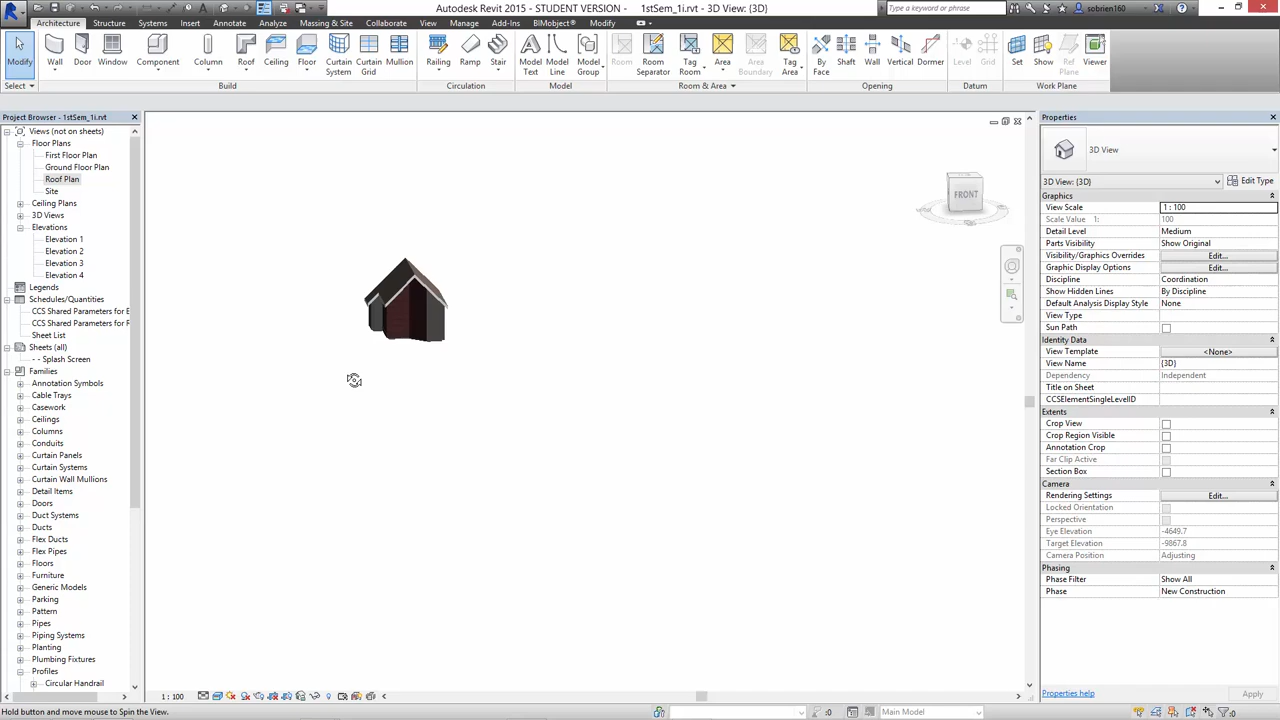 Autodesk Revit 2015 - STUDENT VERSION - 1stSem_1i.rvt - 3D View: {3D}
Type a keyword or phrase
sobrien160
Architecture Structure Systems Insert Annotate Analyze Massing & Site Collaborate View Manage Add-Ins BIMobject® Modify
Modify Wall Door Window Component Column Roof Ceiling Floor Curtain System Curtain Grid Mullion Railing Ramp Stair Model Text Model Line Model Group Room Room Separator Tag Room Area Area Boundary Tag Area By Face Shaft Wall Vertical Dormer Level Grid Set Show Ref Plane Viewer
Select Build Circulation Model Room & Area Opening Datum Work Plane
Project Browser - 1stSem_1i.rvt
Views (not on sheets)
Floor Plans
First Floor Plan
Ground Floor Plan
Roof Plan
Site
Ceiling Plans
3D Views
Elevations
Elevation 1
Elevation 2
Elevation 3
Elevation 4
Legends
Schedules/Quantities
CCS Shared Parameters for E
CCS Shared Parameters for F
Sheet List
Sheets (all)
- - Splash Screen
Families
Annotation Symbols
Cable Trays
Casework
Ceilings
Columns
Conduits
Curtain Panels
Curtain Systems
Curtain Wall Mullions
Detail Items
Doors
Duct Systems
Ducts
Flex Ducts
Flex Pipes
Floors
Furniture
Generic Models
Parking
Pattern
Pipes
Piping Systems
Planting
Plumbing Fixtures
Profiles
Circular Handrail
FRONT
Properties
3D View
3D View: {3D} Edit Type
Graphics
View Scale 1 : 100
Scale Value 1: 100
Detail Level Medium
Parts Visibility Show Original
Visibility/Graphics Overrides Edit...
Graphic Display Options Edit...
Discipline Coordination
Show Hidden Lines By Discipline
Default Analysis Display Style None
View Type
Sun Path
Identity Data
View Template <None>
View Name {3D}
Dependency Independent
Title on Sheet
CCSElementSingleLevelID
Extents
Crop View
Crop Region Visible
Annotation Crop
Far Clip Active
Section Box
Camera
Rendering Settings Edit...
Locked Orientation
Perspective
Eye Elevation -4649.7
Target Elevation -9867.8
Camera Position Adjusting
Phasing
Phase Filter Show All
Phase New Construction
Properties help Apply
1 : 100
Hold button and move mouse to Spin the View.
:0 Main Model :0